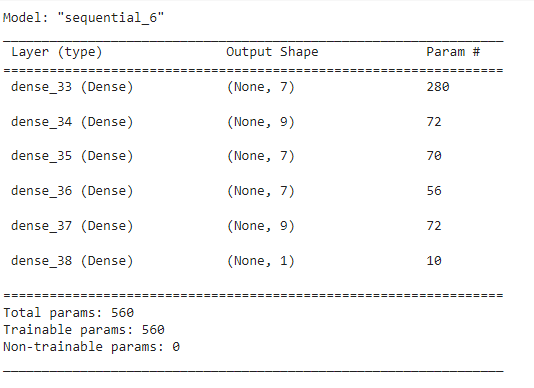 Model: "sequential_6"
Layer (type) Output Shape Param #
dense_33 (Dense) (None, 7) 280
dense_34 (Dense) (None, 9) 72
dense_35 (Dense) (None, 7) 70
dense_36 (Dense) (None, 7) 56
dense_37 (Dense) (None, 9) 72
dense_38 (Dense) (None, 1) 10
Total params: 560
Trainable params: 560
Non-trainable params: 0